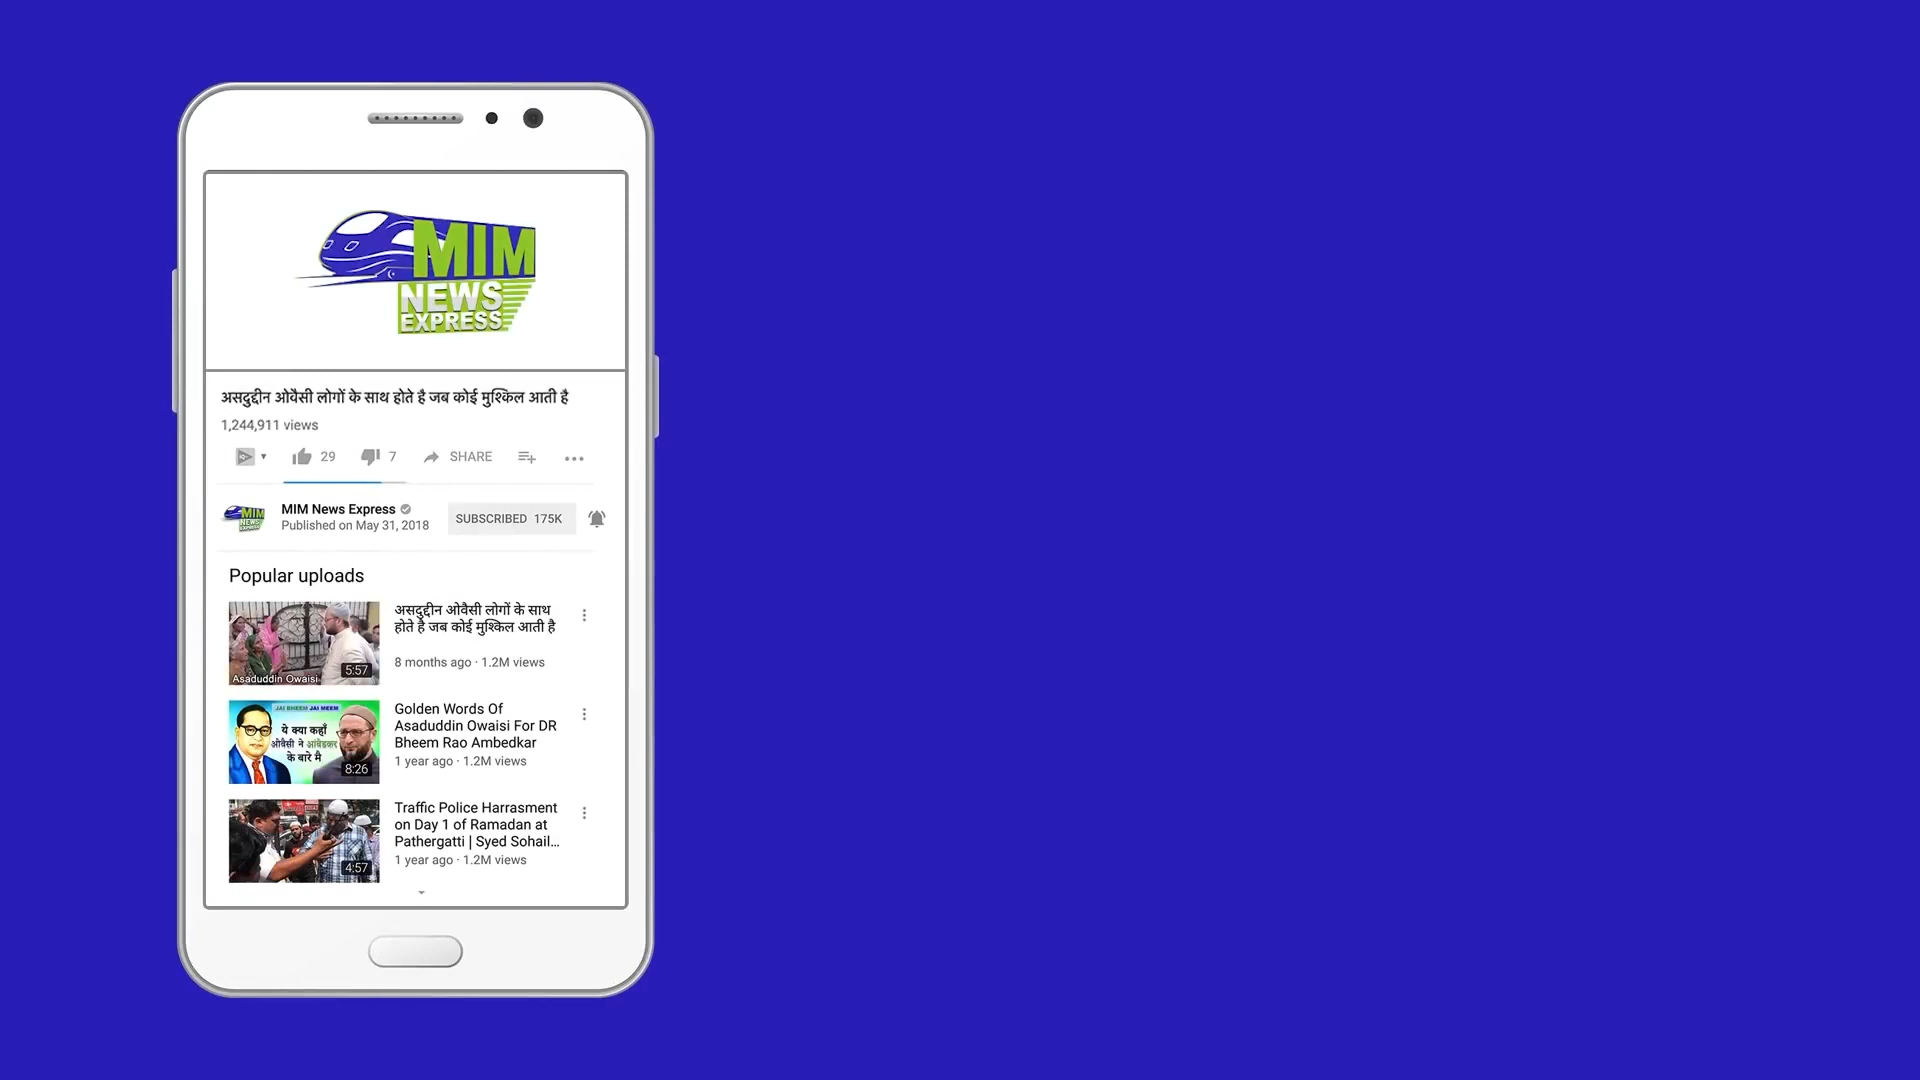 MIM
NEWS
EXPRESS
असदुद्दीन ओवैसी लोगों के साथ होते है जब कोई मुश्किल आती है
1,244,911 views
29
7
SHARE
MIM
NEWS
EXPRESS
MIM News Express
Published on May 31, 2018
SUBSCRIBED 175K
Popular uploads
असदुद्दीन ओवैसी लोगों के साथ
होते है जब कोई मुश्किल आती है
8 months ago · 1.2M views
5:57
Asaduddin Owaisi
Golden Words Of
Asaduddin Owaisi For DR
Bheem Rao Ambedkar
1 year ago · 1.2M views
JAI BHEEM JAI MEEM
ये क्या कहाँ
ओवैसी ने आंबेडकर
के बारे मै
8:26
Traffic Police Harrasment
on Day 1 of Ramadan at
Pathergatti | Syed Sohail...
1 year ago · 1.2M views
4:57